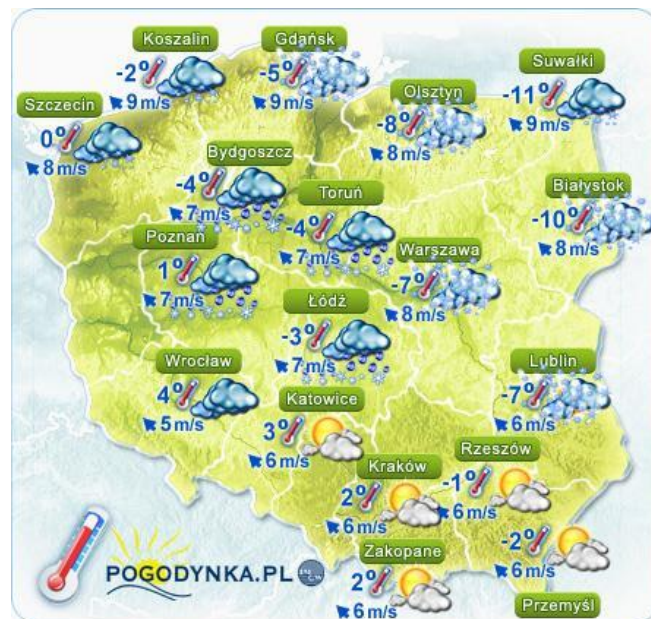 Koszalin
-2°
9 m/s
Gdańsk
-5°
9 m/s
Suwałki
-11°
9 m/s
Szczecin
0°
8 m/s
Olsztyn
-8°
8 m/s
Bydgoszcz
-4°
7 m/s
Toruń
-4°
7 m/s
Białystok
-10°
8 m/s
Poznań
1°
7 m/s
Warszawa
-7°
8 m/s
Łódź
-3°
7 m/s
Wrocław
4°
5 m/s
Katowice
3°
6 m/s
Lublin
-7°
6 m/s
Kraków
2°
6 m/s
Rzeszów
-1°
6 m/s
Zakopane
2°
6 m/s
-2°
6 m/s
Przemyśl
POGODYNKA.PL